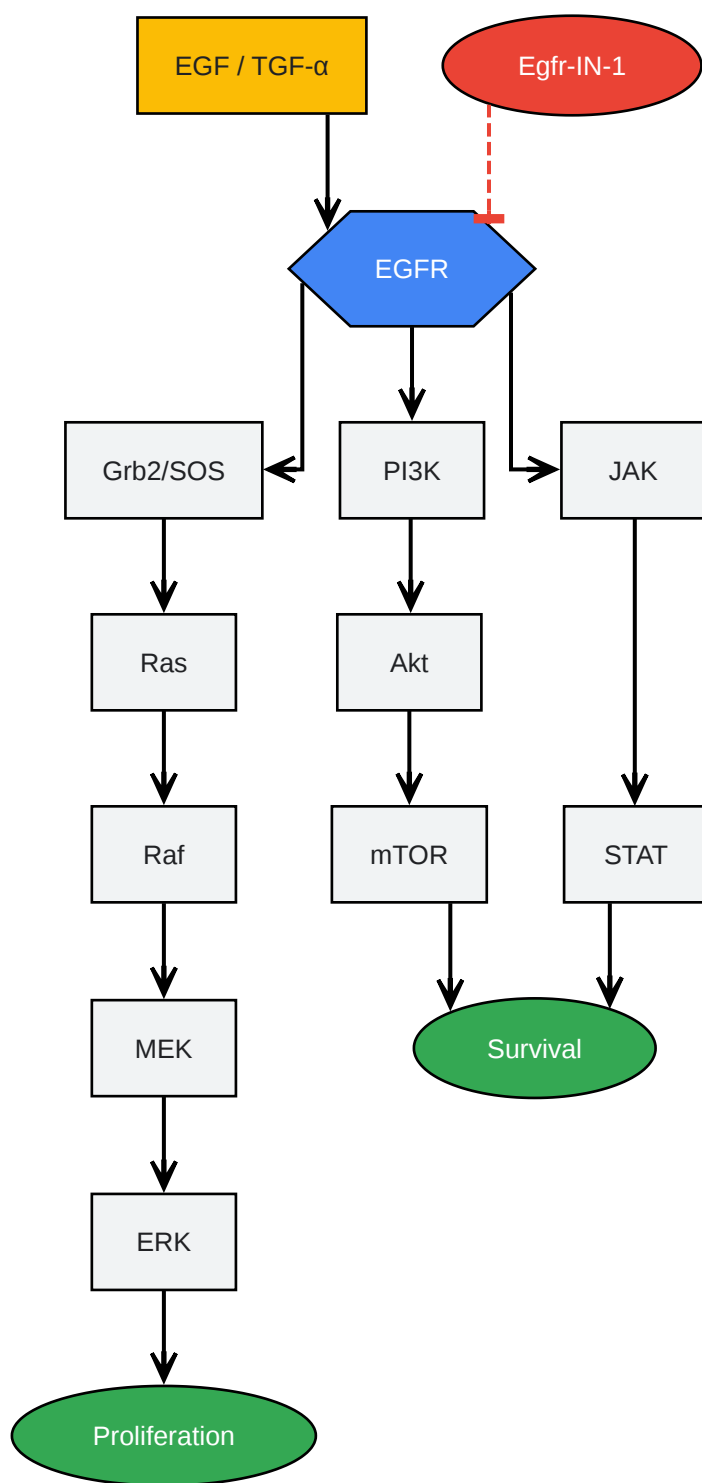 EGF / TGF-α
Egfr-IN-1
EGFR
Grb2/SOS
PI3K
JAK
Ras
Akt
Raf
mTOR
STAT
MEK
Survival
ERK
Proliferation